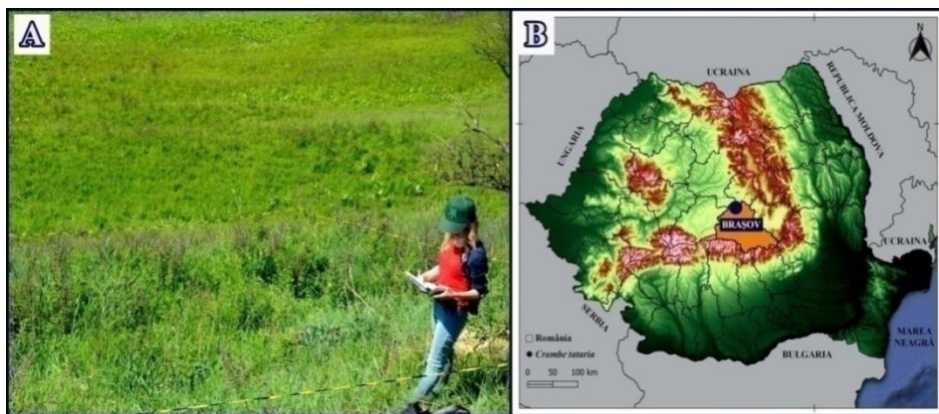 A
B
N
UCRAINA
REPUBLICA MOLDOVA
UNGARIA
BRAȘOV
UCRAINA
SERBIA
România
Crambe tataria
0 50 100 km
BULGARIA
MAREA
NEAGRĂ